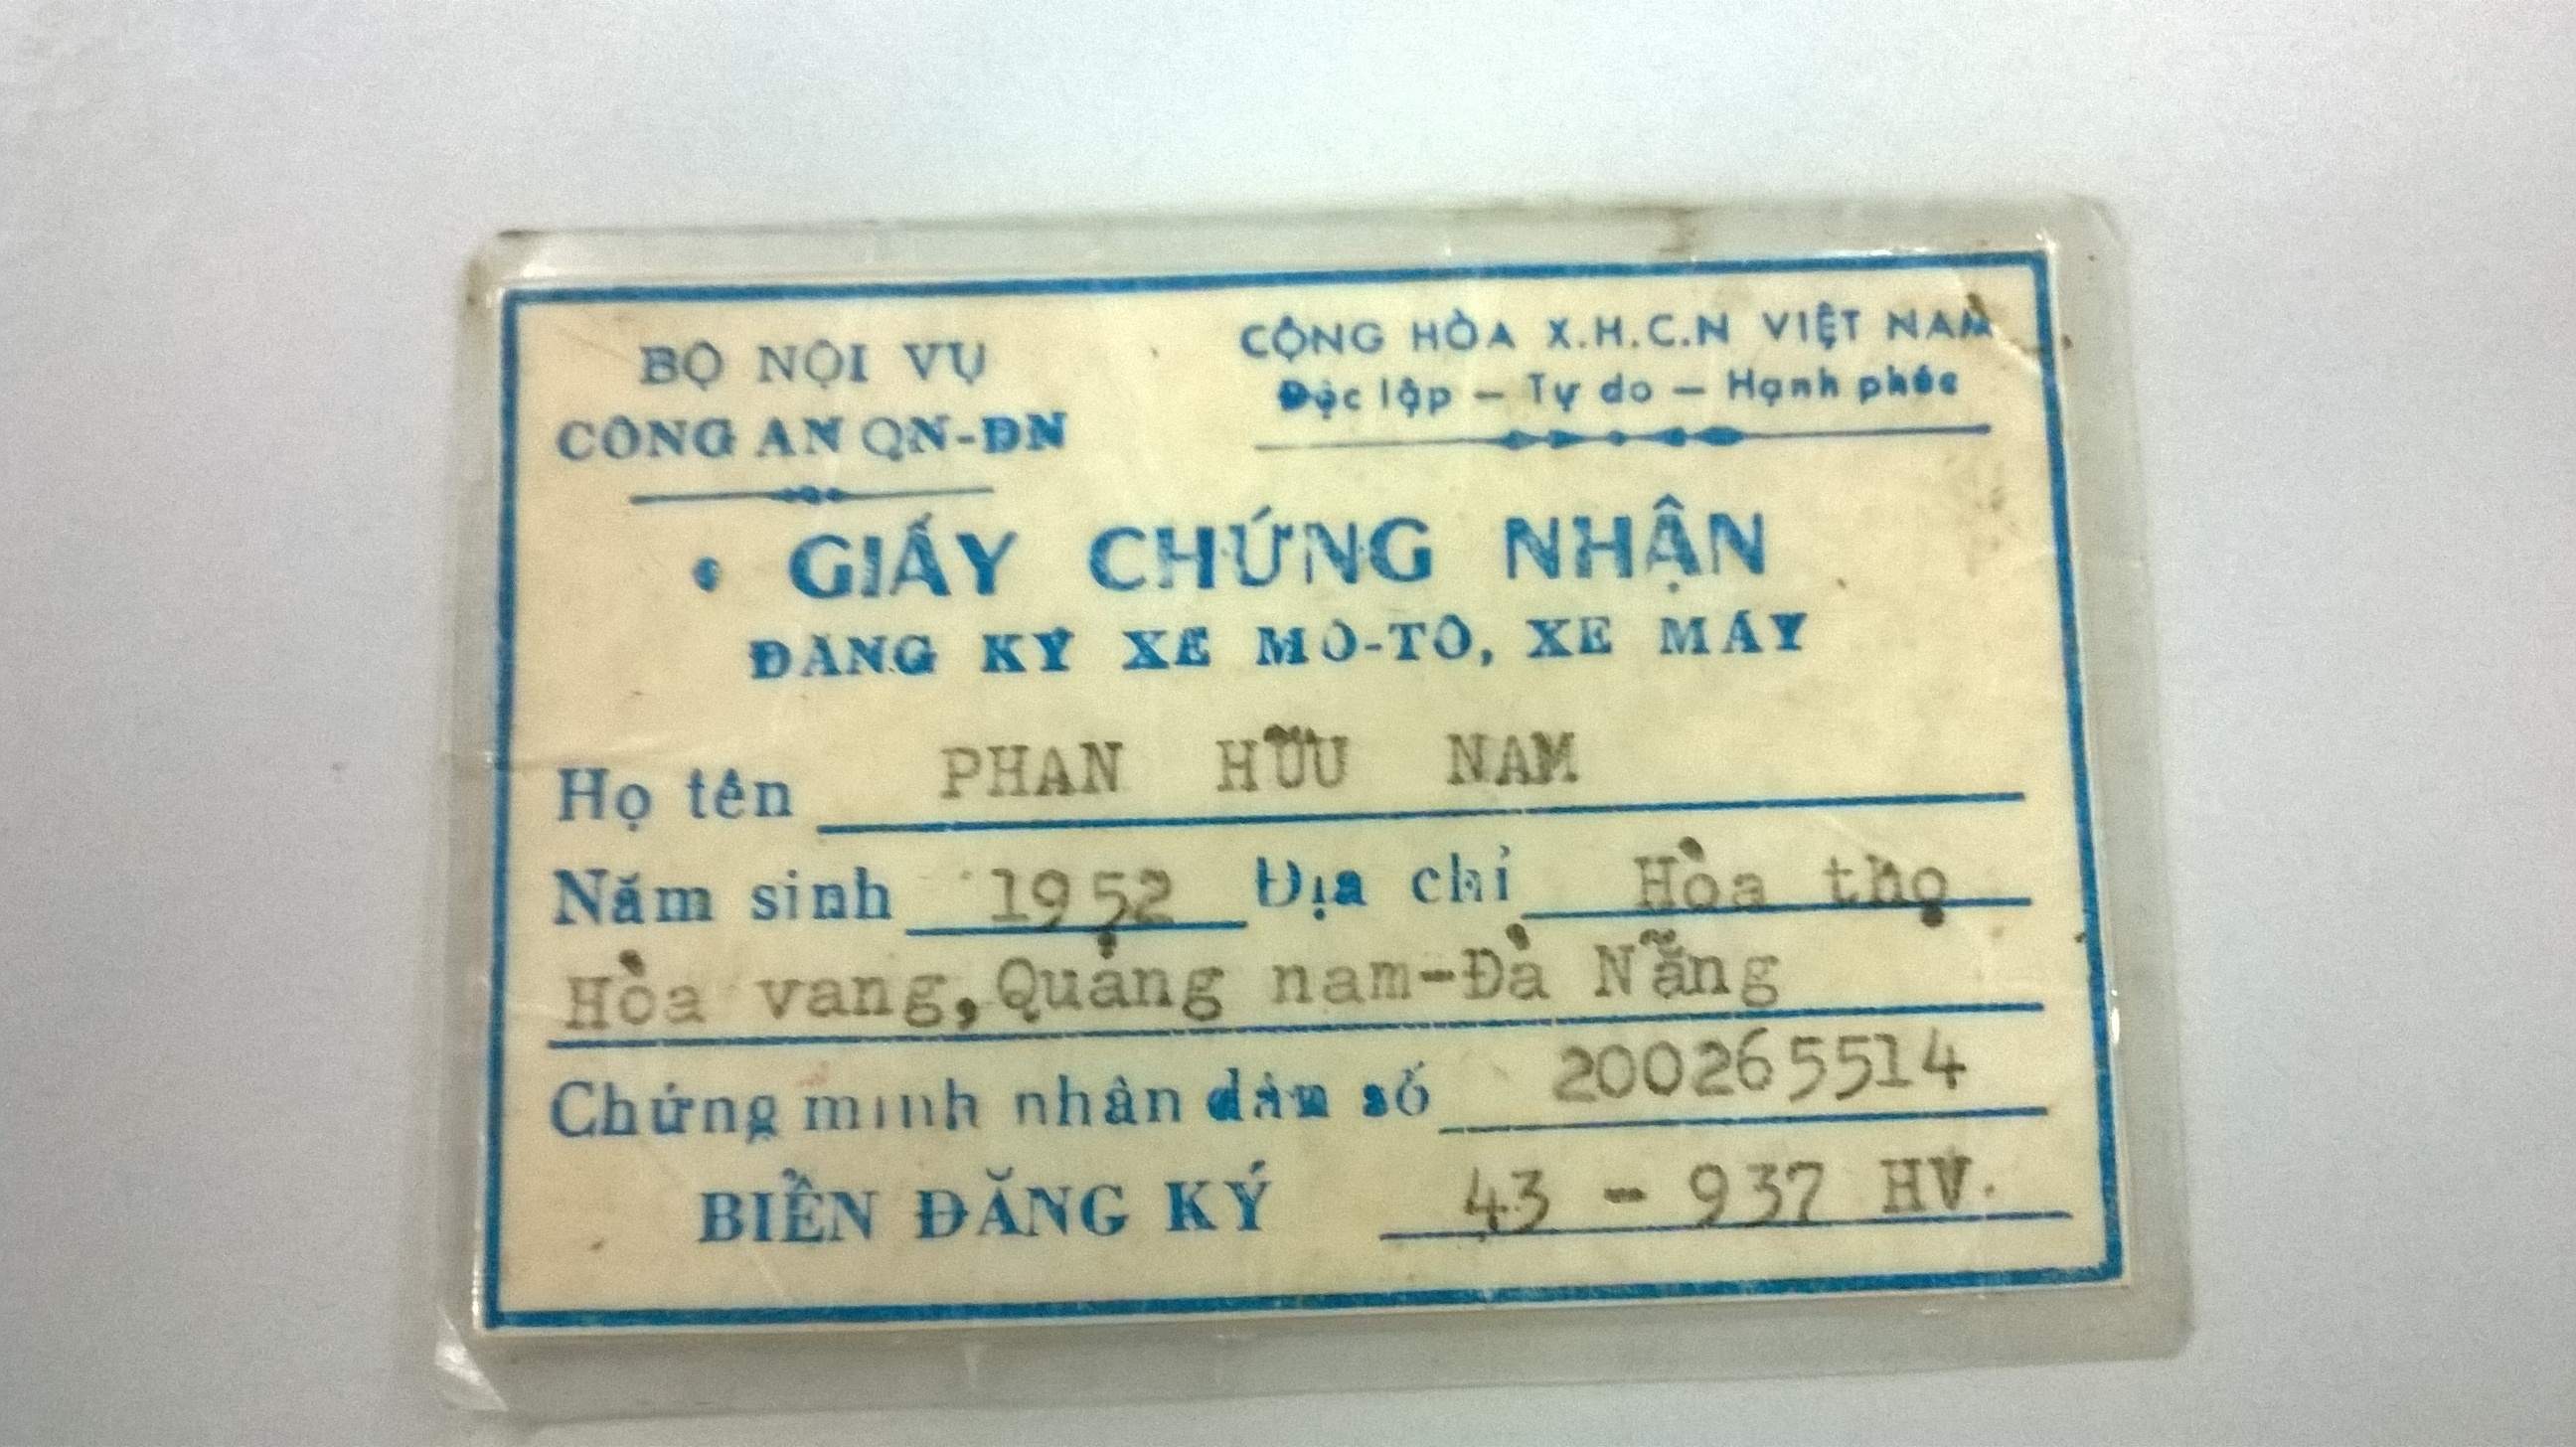 BỘ NỘI VỤ
CÔNG AN QN-ĐN
CỘNG HÒA X.H.C.N VIỆT NAM
Độc lập – Tự do – Hạnh phúc
GIẤY CHỨNG NHẬN
ĐĂNG KÝ XE MÔ-TÔ, XE MÁY
Họ tên PHAN HỮU NAM
Năm sinh 1952 Địa chỉ Hòa thọ
Hòa vang, Quảng nam-Đà Nẵng
Chứng minh nhân dân số 200265514
BIỂN ĐĂNG KÝ 43 - 937 HV.